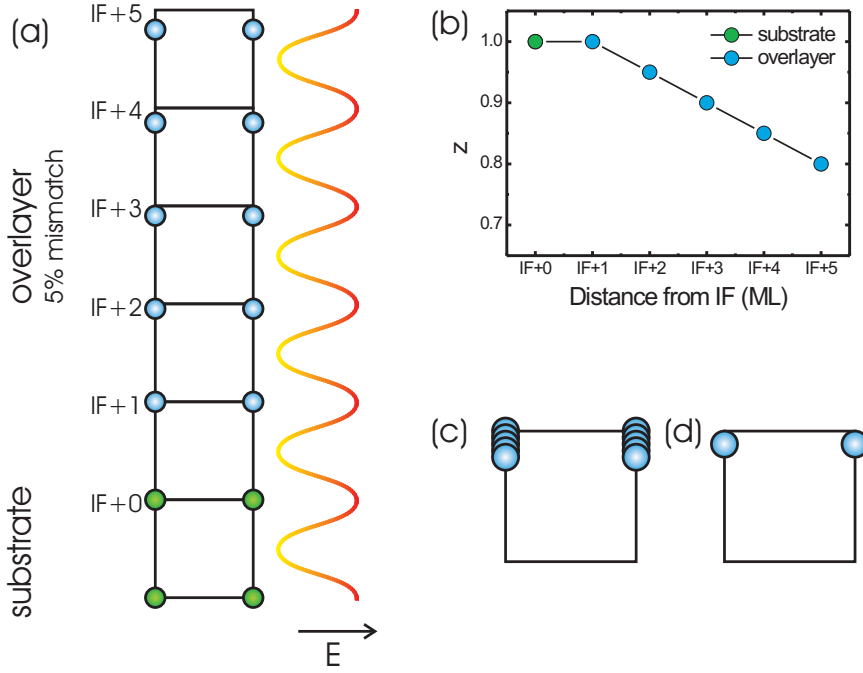 (a)
IF+5
IF+4
IF+3
IF+2
IF+1
IF+0
overlayer
5% mismatch
substrate
E
(b)
substrate
overlayer
1.0
0.9
0.8
0.7
z
IF+0 IF+1 IF+2 IF+3 IF+4 IF+5
Distance from IF (ML)
(c)
(d)